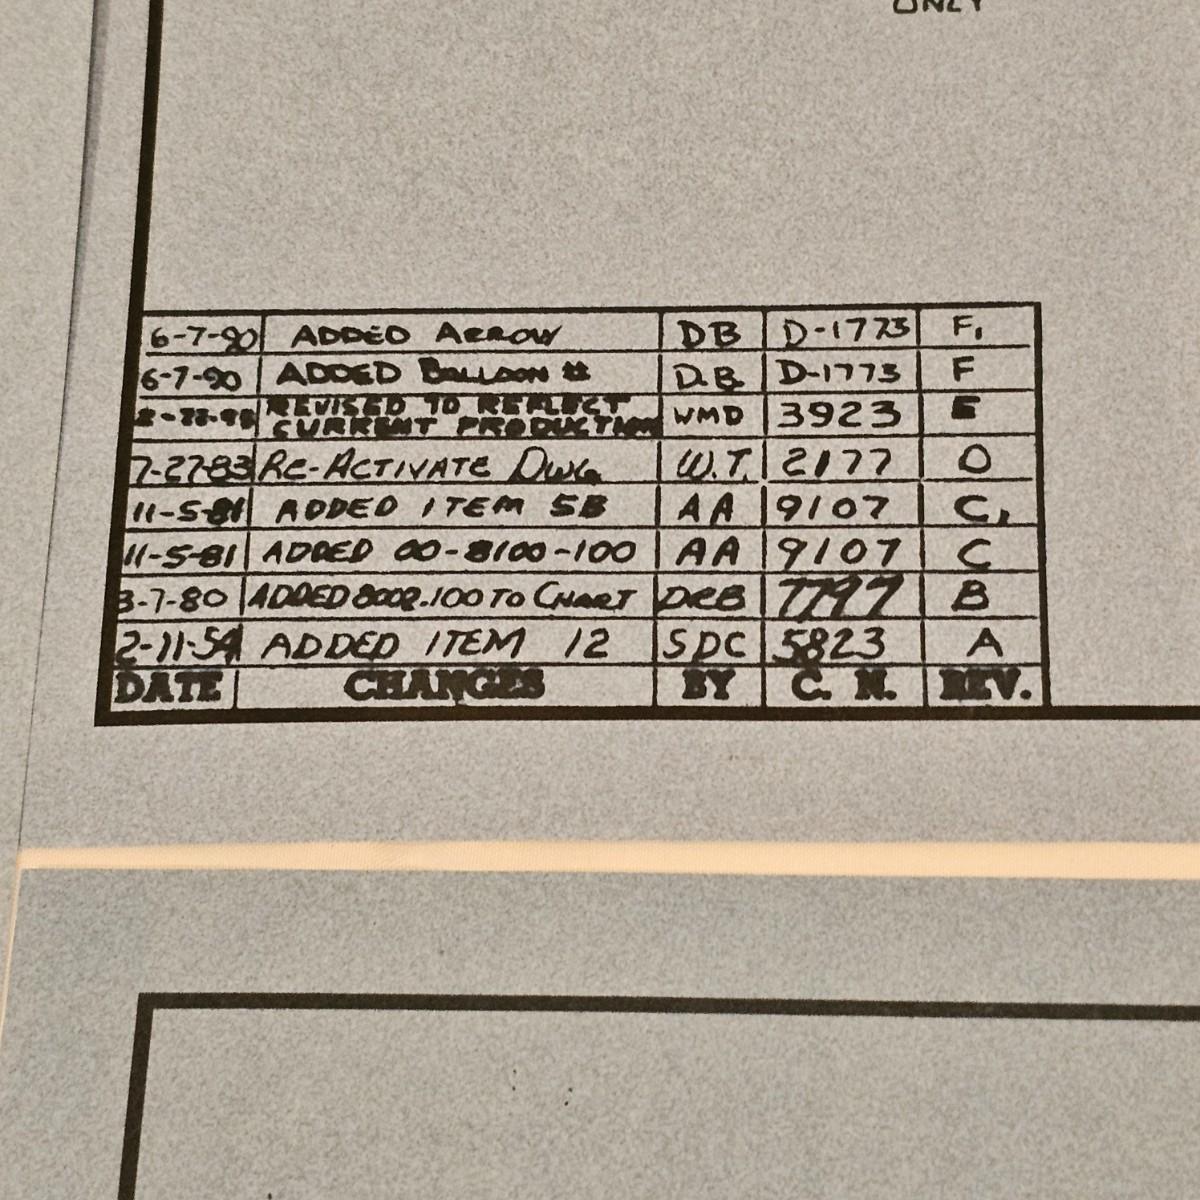 ONLY
6-7-90 ADDED ARROW DB D-1773 F1
6-7-90 ADDED BALLOON # D.B. D-1773 F
REVISED TO REFLECT
CURRENT PRODUCTION WMD 3923 E
7-27-83 RE-ACTIVATE DWG. W.T. 2177 D
11-5-81 ADDED ITEM 5B AA 9107 C1
11-5-81 ADDED 00-8100-100 AA 9107 C
3-7-80 ADDED TO CHART DRB 7797 B
2-11-54 ADDED ITEM 12 SDC 5823 A
DATE CHANGES BY C. N. REV.